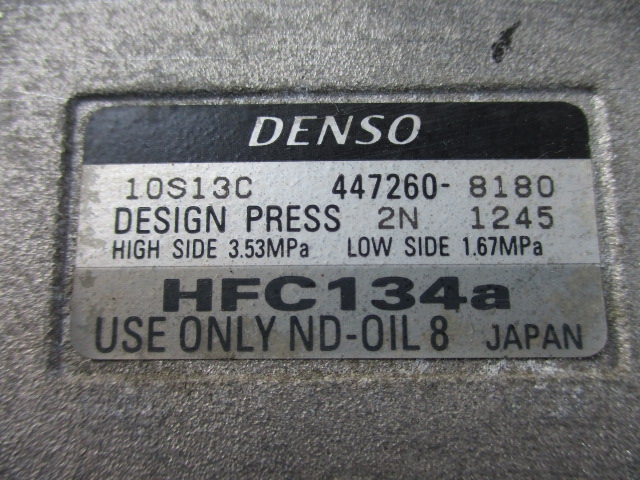 DENSO
10S13C 447260-8180
DESIGN PRESS 2N 1245
HIGH SIDE 3.53MPa LOW SIDE 1.67MPa
HFC134a
USE ONLY ND-OIL 8 JAPAN